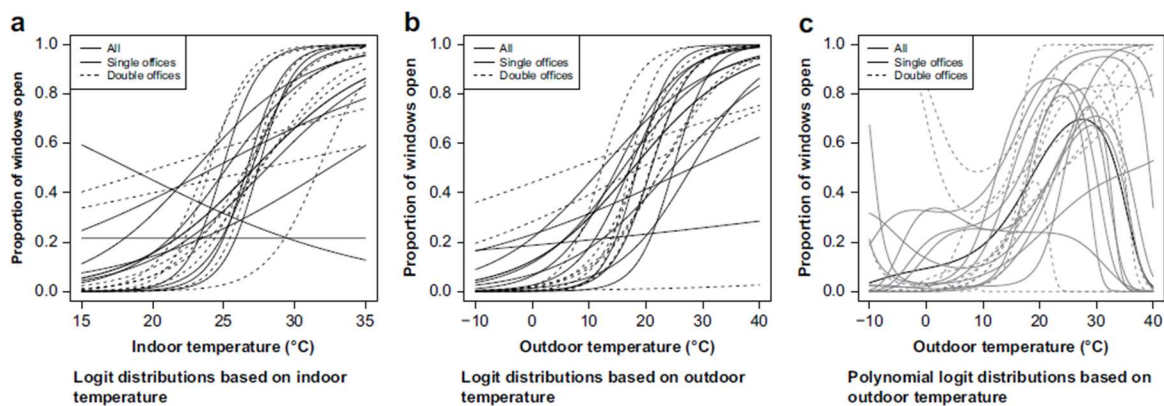 a
Proportion of windows open
1.0
0.8
0.6
0.4
0.2
0.0
All
Single offices
Double offices
15 20 25 30 35
Indoor temperature (°C)
Logit distributions based on indoor
temperature
b
Proportion of windows open
1.0
0.8
0.6
0.4
0.2
0.0
All
Single offices
Double offices
−10 0 10 20 30 40
Outdoor temperature (°C)
Logit distributions based on outdoor
temperature
c
Proportion of windows open
1.0
0.8
0.6
0.4
0.2
0.0
All
Single offices
Double offices
−10 0 10 20 30 40
Outdoor temperature (°C)
Polynomial logit distributions based on
outdoor temperature